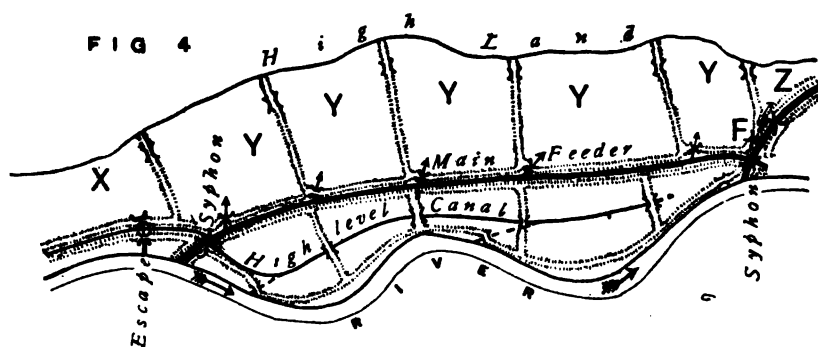 FIG 4
High Land
X
Y
Y
Y
Y
Y
Z
F
Syphon
Main Feeder
High level Canal
Escape
Syphon
RIVER